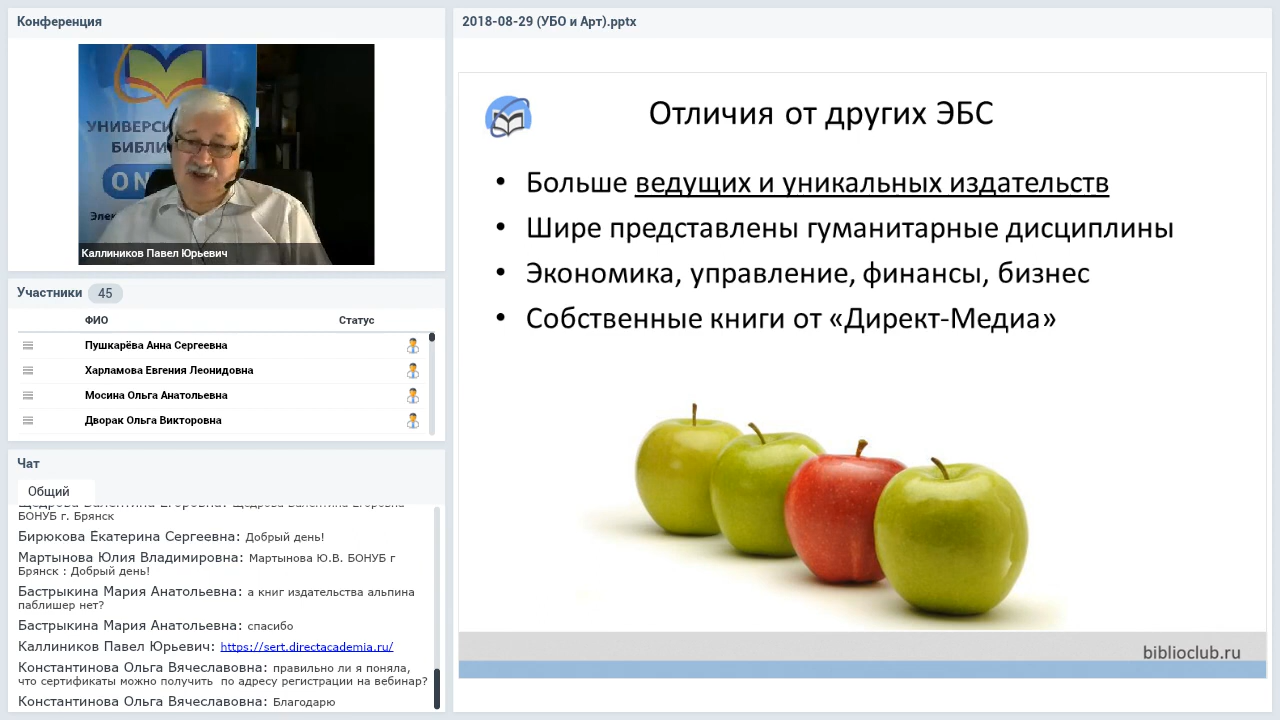 Конференция
УНИВЕРСИ
БИБЛИ
ON
Элек
Каллиников Павел Юрьевич
Участники 45
ФИО Статус
Пушкарёва Анна Сергеевна
Харламова Евгения Леонидовна
Мосина Ольга Анатольевна
Дворак Ольга Викторовна
Чат
Общий
БОНУБ г. Брянск
Бирюкова Екатерина Сергеевна: Добрый день!
Мартынова Юлия Владимировна: Мартынова Ю.В. БОНУБ г
Брянск : Добрый день!
Бастрыкина Мария Анатольевна: а книг издательства альпина
паблишер нет?
Бастрыкина Мария Анатольевна: спасибо
Каллиников Павел Юрьевич: https://sert.directacademia.ru/
Константинова Ольга Вячеславовна: правильно ли я поняла,
что сертификаты можно получить по адресу регистрации на вебинар?
Константинова Ольга Вячеславовна: Благодарю
2018-08-29 (УБО и Арт).pptx
Отличия от других ЭБС
• Больше ведущих и уникальных издательств
• Шире представлены гуманитарные дисциплины
• Экономика, управление, финансы, бизнес
• Собственные книги от «Директ-Медиа»
biblioclub.ru